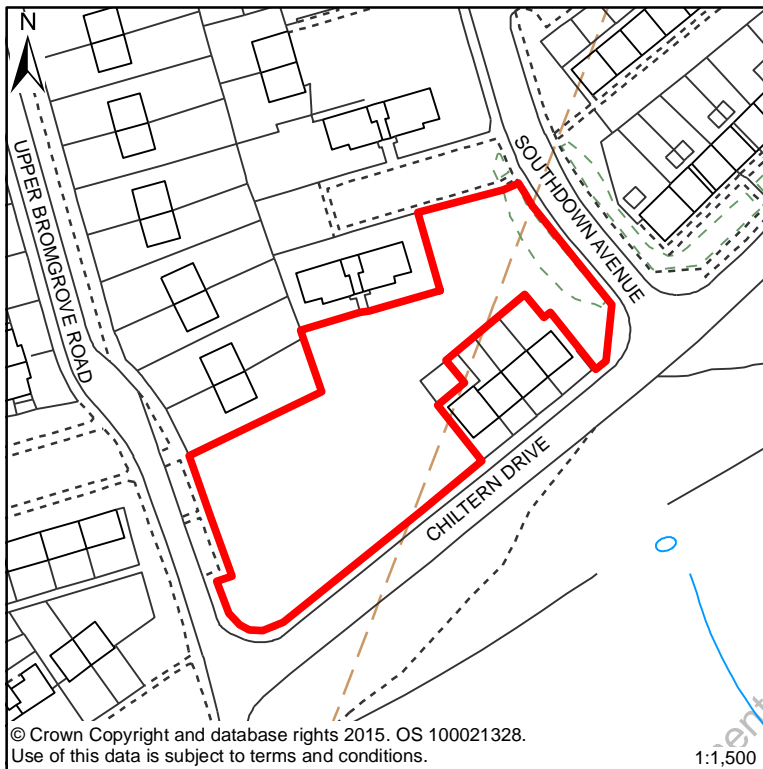 N
UPPER BROMGROVE ROAD
SOUTHDOWN AVENUE
CHILTERN DRIVE
© Crown Copyright and database rights 2015. OS 100021328.
Use of this data is subject to terms and conditions.
1:1,500